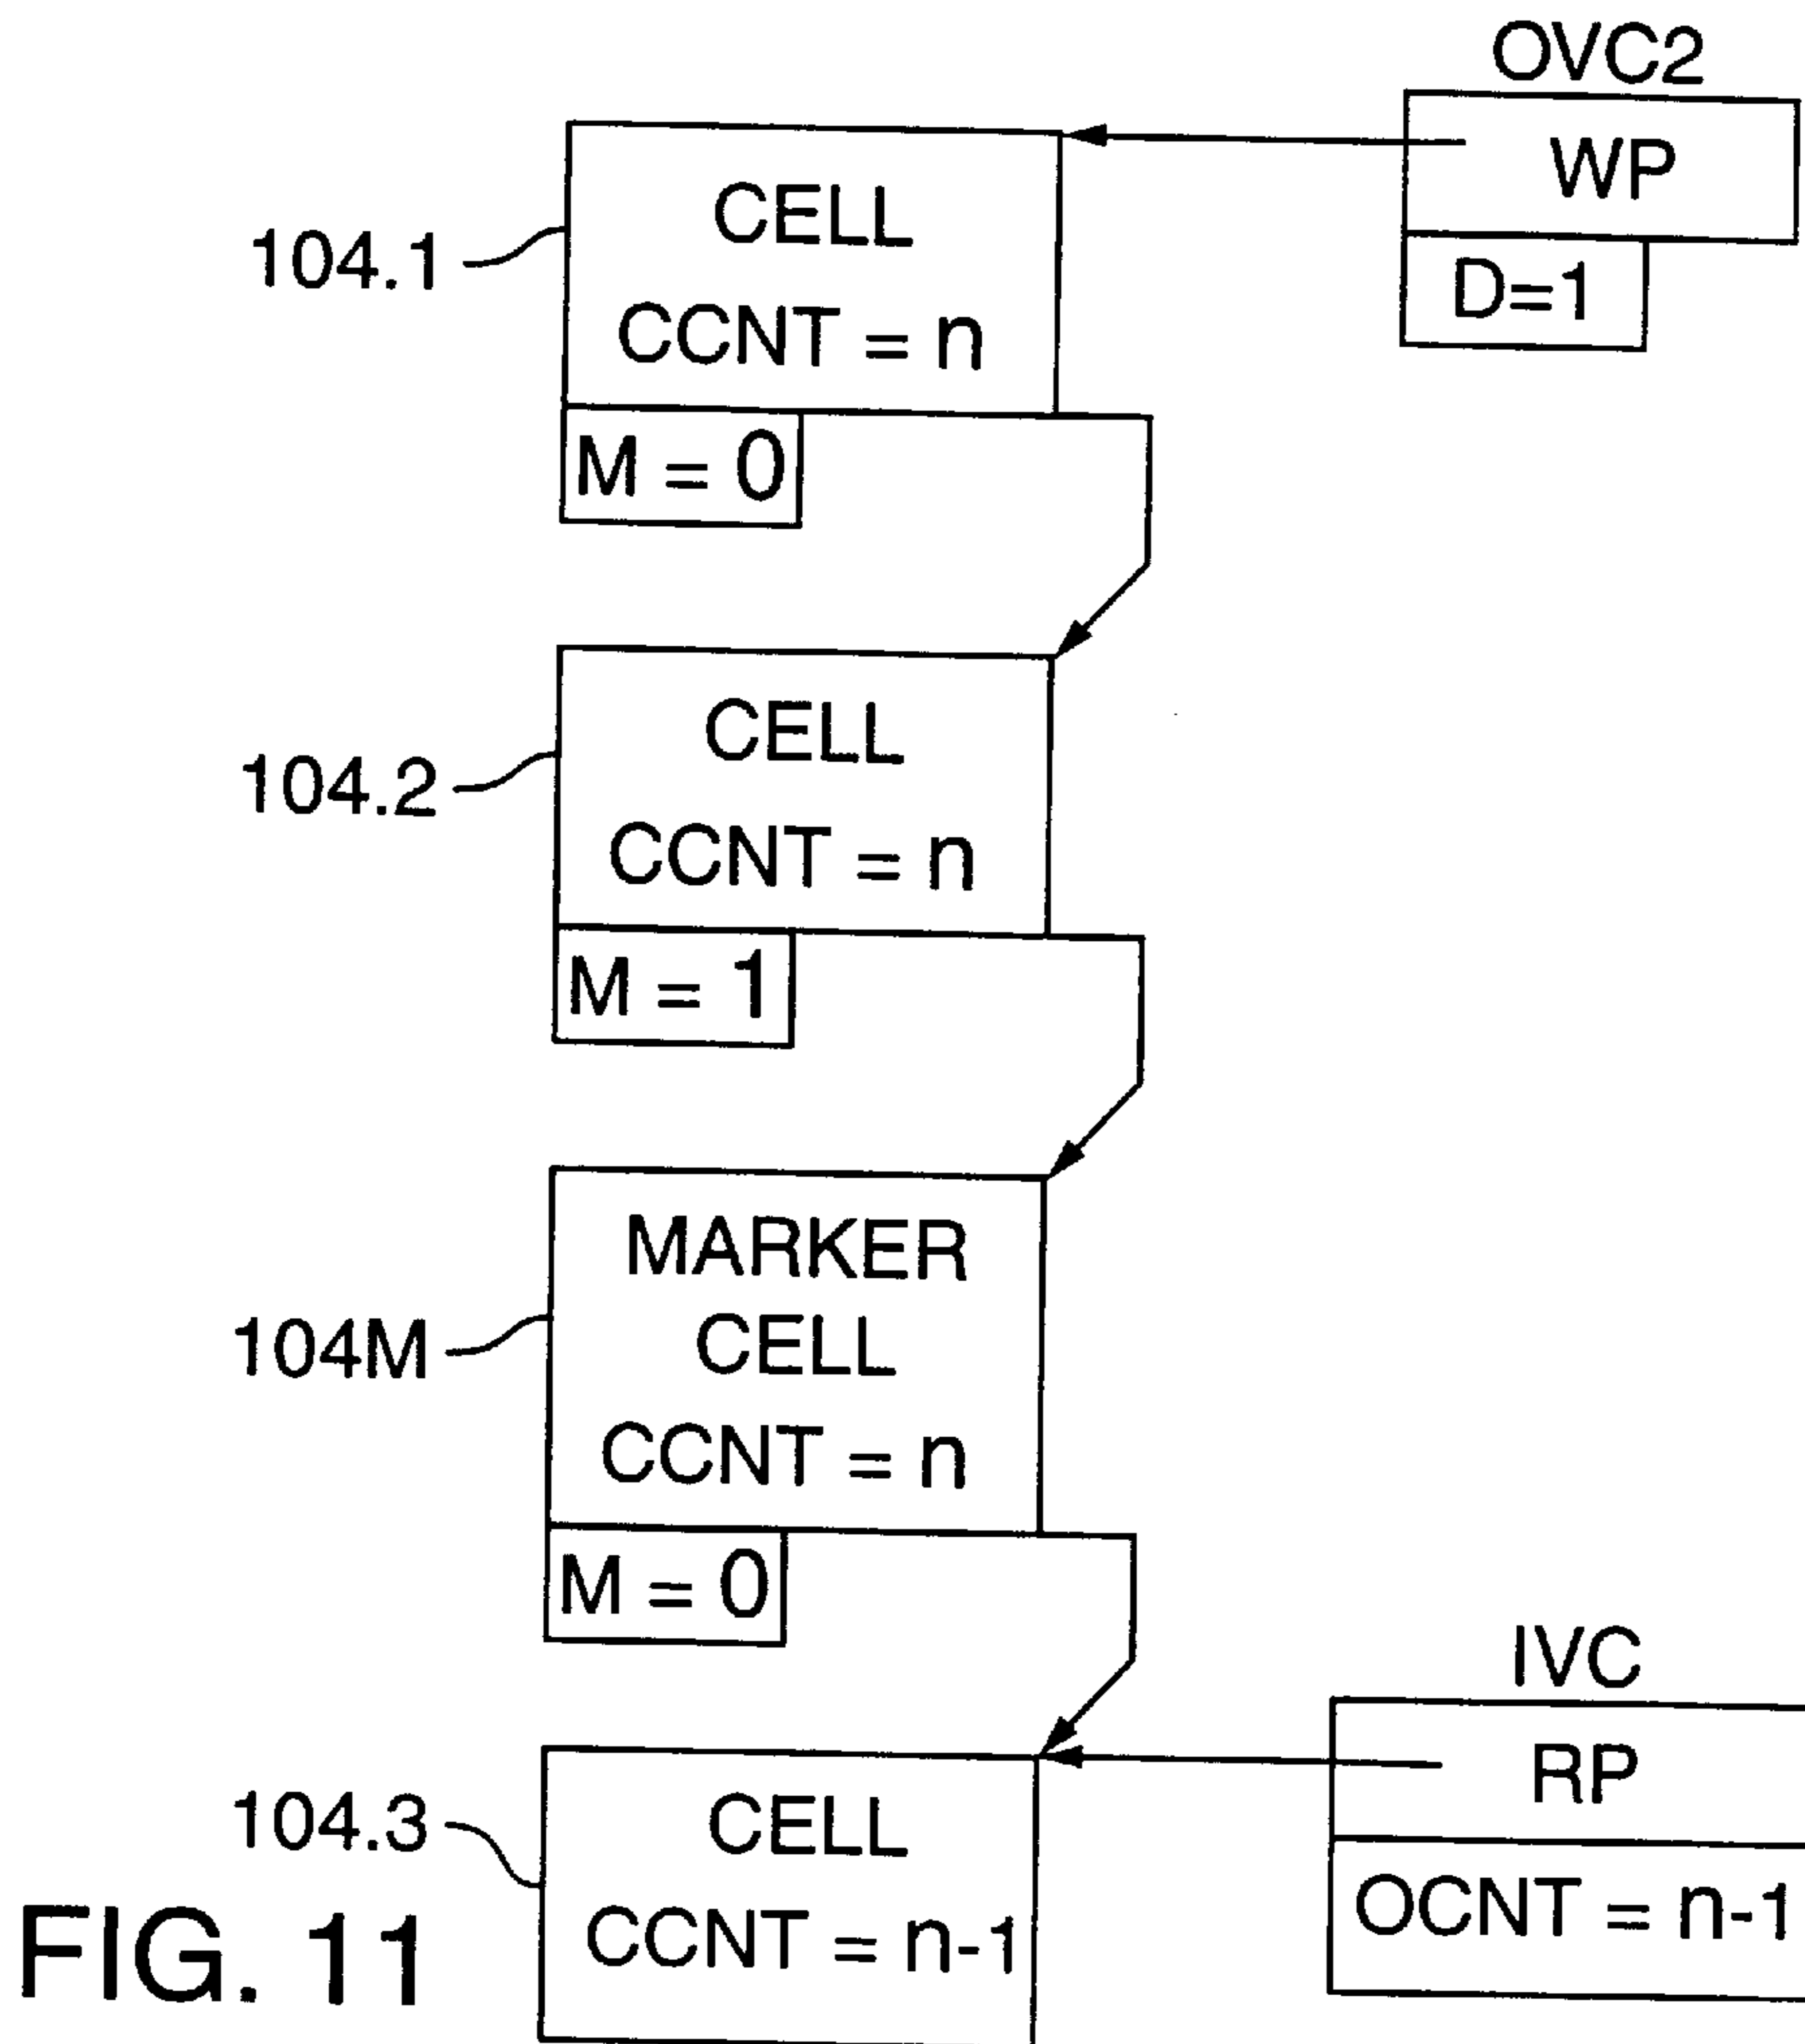 OVC2
WP
D=1
104.1
CELL
CCNT = n
M = 0
104.2
CELL
CCNT = n
M = 1
104M
MARKER
CELL
CCNT = n
M = 0
IVC
RP
OCNT = n-1
104.3
CELL
CCNT = n-1
FIG. 11